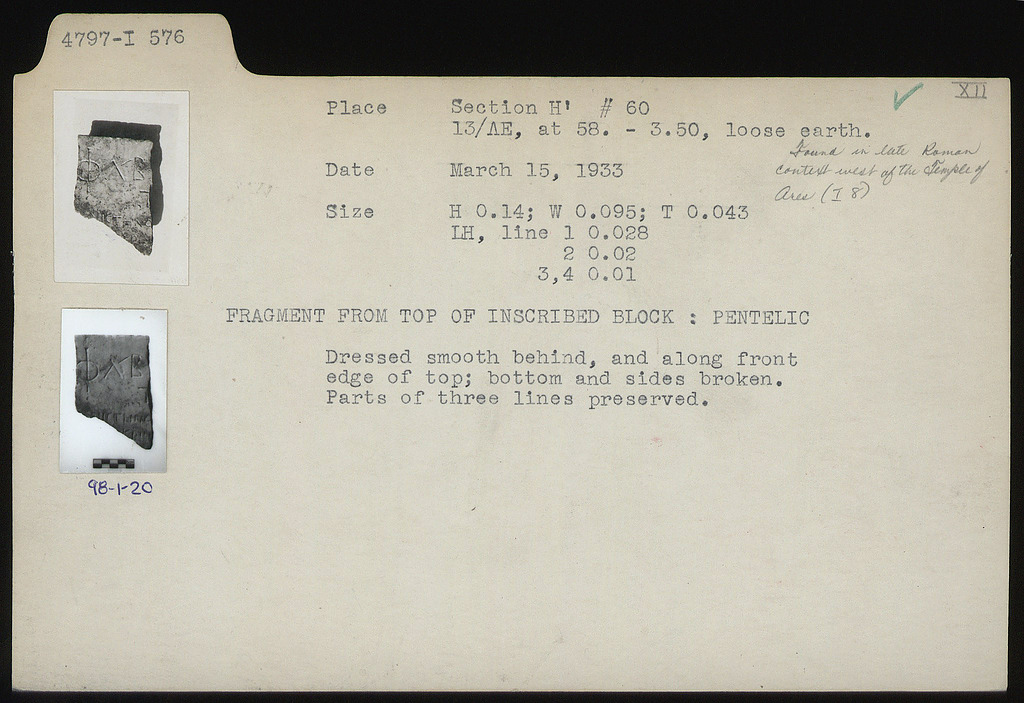 4797-I 576
XII
Place Section H' # 60
13/ΛΕ, at 58. - 3.50, loose earth.
Found in late Roman
context west of the Temple of
Ares (I 8)
Date March 15, 1933
Size H 0.14; W 0.095; T 0.043
LH, line 1 0.028
2 0.02
3,4 0.01
FRAGMENT FROM TOP OF INSCRIBED BLOCK : PENTELIC
Dressed smooth behind, and along front
edge of top; bottom and sides broken.
Parts of three lines preserved.
98-1-20